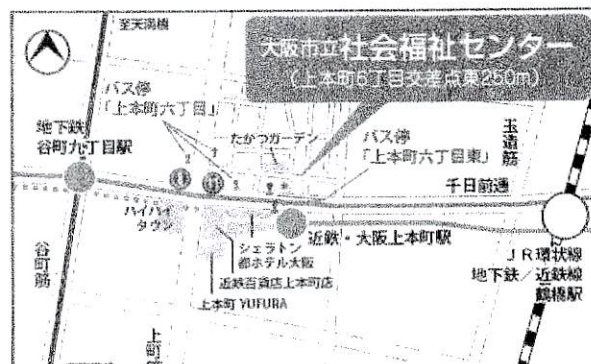 至天満橋
大阪市立社会福祉センター
(上本町6丁目交差点東250m)
バス停
「上本町六丁目」
地下鉄
谷町九丁目駅
たかつガーデン
バス停
「上本町六丁目東」
玉造筋
千日前通
ハイハイ
タウン
シェラトン
都ホテル大阪
近鉄・大阪上本町駅
近鉄百貨店上本町店
上本町 YUFURA
谷町筋
JR環状線
地下鉄/近鉄線
鶴橋駅